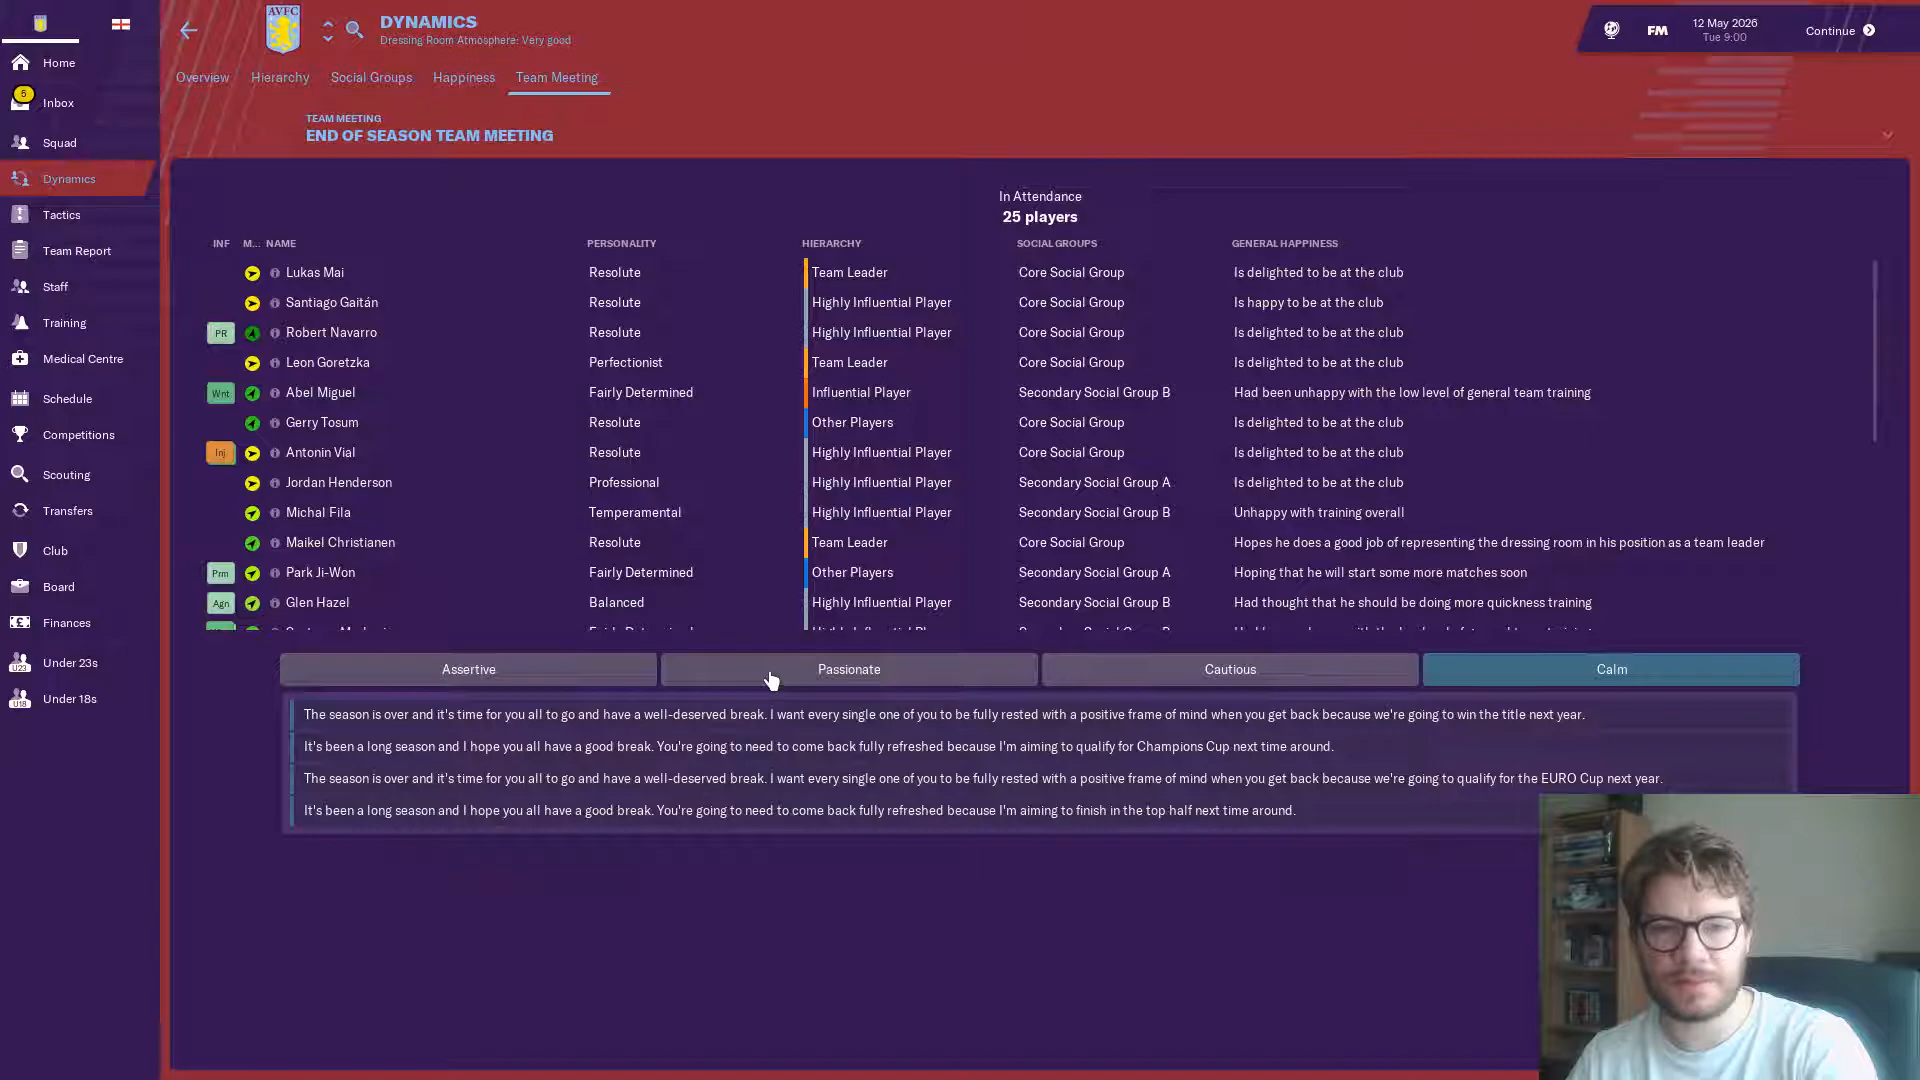 AVFC
DYNAMICS
Dressing Room Atmosphere: Very good
FM
12 May 2026
Tue 9:00
Continue
Home
5
Inbox
Squad
Dynamics
Tactics
Team Report
Staff
Training
Medical Centre
Schedule
Competitions
Scouting
Transfers
Club
Board
Finances
U23
Under 23s
U18
Under 18s
Overview
Hierarchy
Social Groups
Happiness
Team Meeting
TEAM MEETING
END OF SEASON TEAM MEETING
In Attendance
25 players
INF M... NAME PERSONALITY HIERARCHY SOCIAL GROUPS GENERAL HAPPINESS
Lukas Mai Resolute Team Leader Core Social Group Is delighted to be at the club
Santiago Gaitán Resolute Highly Influential Player Core Social Group Is happy to be at the club
PR Robert Navarro Resolute Highly Influential Player Core Social Group Is delighted to be at the club
Leon Goretzka Perfectionist Team Leader Core Social Group Is delighted to be at the club
Wnt Abel Miguel Fairly Determined Influential Player Secondary Social Group B Had been unhappy with the low level of general team training
Gerry Tosum Resolute Other Players Core Social Group Is delighted to be at the club
Inj Antonin Vial Resolute Highly Influential Player Core Social Group Is delighted to be at the club
Jordan Henderson Professional Highly Influential Player Secondary Social Group A Is delighted to be at the club
Michal Fila Temperamental Highly Influential Player Secondary Social Group B Unhappy with training overall
Maikel Christianen Resolute Team Leader Core Social Group Hopes he does a good job of representing the dressing room in his position as a team leader
Prm Park Ji-Won Fairly Determined Other Players Secondary Social Group A Hoping that he will start some more matches soon
Agn Glen Hazel Balanced Highly Influential Player Secondary Social Group B Had thought that he should be doing more quickness training
Assertive
Passionate
Cautious
Calm
The season is over and it's time for you all to go and have a well-deserved break. I want every single one of you to be fully rested with a positive frame of mind when you get back because we're going to win the title next year.
It's been a long season and I hope you all have a good break. You're going to need to come back fully refreshed because I'm aiming to qualify for Champions Cup next time around.
The season is over and it's time for you all to go and have a well-deserved break. I want every single one of you to be fully rested with a positive frame of mind when you get back because we're going to qualify for the EURO Cup next year.
It's been a long season and I hope you all have a good break. You're going to need to come back fully refreshed because I'm aiming to finish in the top half next time around.